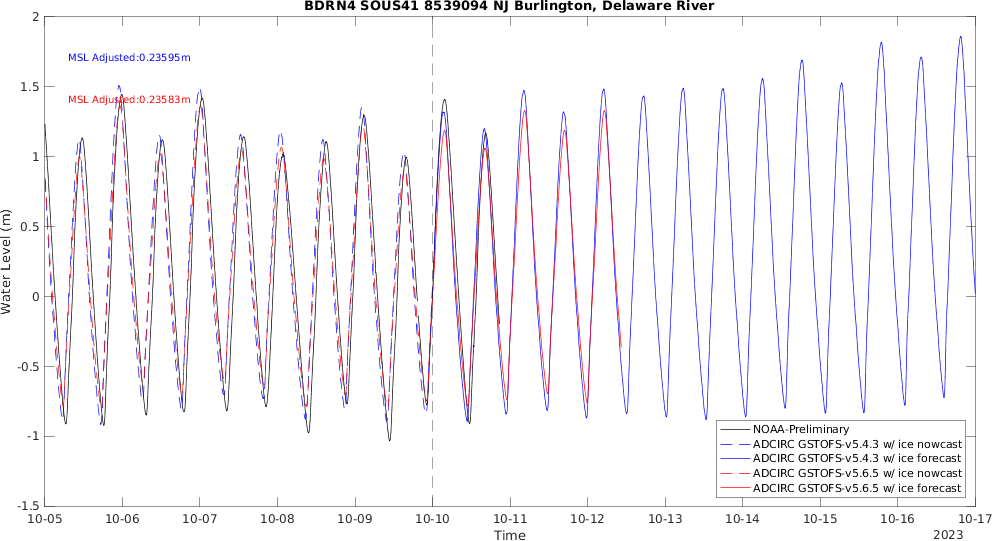 BDRN4 SOUS41 8539094 NJ Burlington, Delaware River
MSL Adjusted:0.23595m
MSL Adjusted:0.23583m
Water Level (m)
2
1.5
1
0.5
0
-0.5
-1
-1.5
NOAA-Preliminary
ADCIRC GSTOFS-v5.4.3 w/ ice nowcast
ADCIRC GSTOFS-v5.4.3 w/ ice forecast
ADCIRC GSTOFS-v5.6.5 w/ ice nowcast
ADCIRC GSTOFS-v5.6.5 w/ ice forecast
10-05 10-06 10-07 10-08 10-09 10-10 10-11 10-12 10-13 10-14 10-15 10-16 10-17
Time
2023